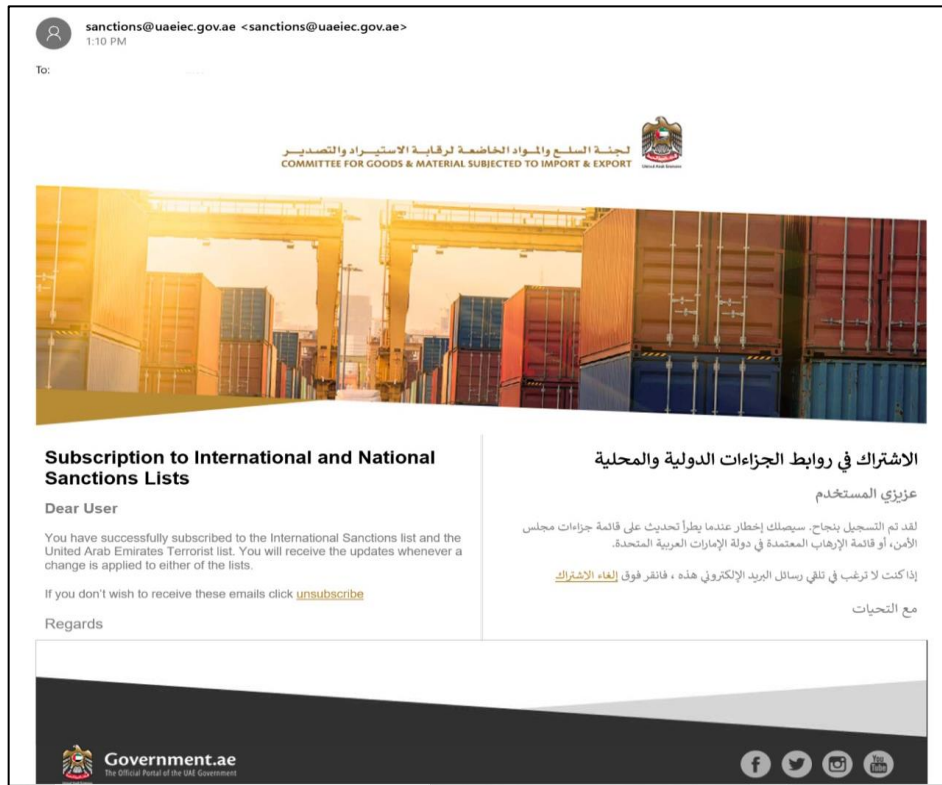 sanctions@uaeiec.gov.ae <sanctions@uaeiec.gov.ae>
1:10 PM
To:
لجنة السلع والمواد الخاضعة لرقابة الاستيراد والتصدير
COMMITTEE FOR GOODS & MATERIAL SUBJECTED TO IMPORT & EXPORT
Subscription to International and National
Sanctions Lists
Dear User
You have successfully subscribed to the International Sanctions list and the
United Arab Emirates Terrorist list. You will receive the updates whenever a
change is applied to either of the lists.
If you don't wish to receive these emails click unsubscribe
Regards
الاشتراك في روابط الجزاءات الدولية والمحلية
عزيزي المستخدم
لقد تم التسجيل بنجاح. سيصلك إخطار عندما يطرأ تحديث على قائمة جزاءات مجلس
الأمن، أو قائمة الإرهاب المعتمدة في دولة الإمارات العربية المتحدة.
إذا كنت لا ترغب في تلقي رسائل البريد الإلكتروني هذه ، فانقر فوق إلغاء الاشتراك
مع التحيات
Government.ae
The Official Portal of the UAE Government
You
Tube